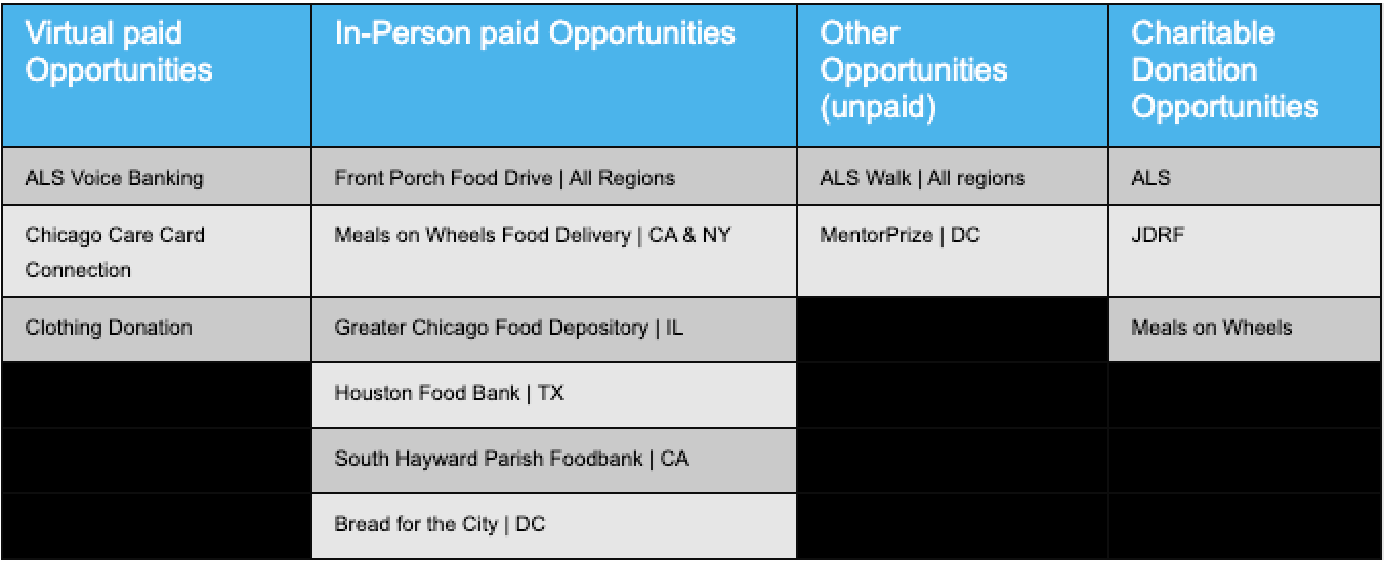 Virtual paid
Opportunities
In-Person paid Opportunities
Other
Opportunities
(unpaid)
Charitable
Donation
Opportunities
ALS Voice Banking
Front Porch Food Drive | All Regions
ALS Walk | All regions
ALS
Chicago Care Card
Connection
Meals on Wheels Food Delivery | CA & NY
MentorPrize | DC
JDRF
Clothing Donation
Greater Chicago Food Depository | IL
Meals on Wheels
Houston Food Bank | TX
South Hayward Parish Foodbank | CA
Bread for the City | DC